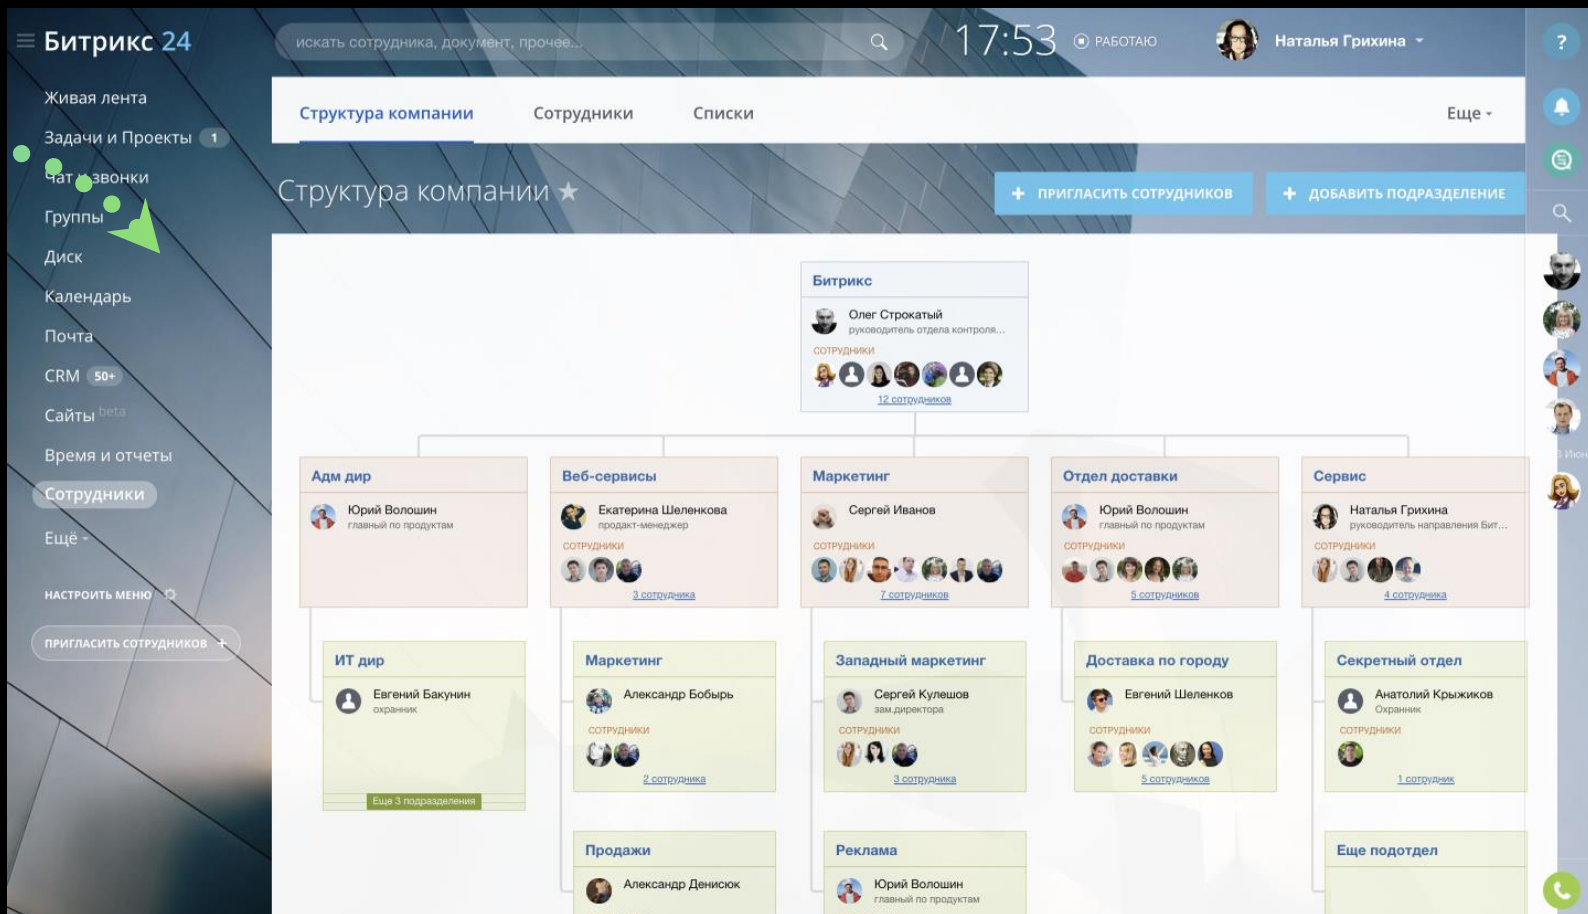 Битрикс 24
искать сотрудника, документ, прочее...
17:53
РАБОТАЮ
Наталья Грихина
?
Живая лента
Задачи и Проекты 1
Чат и звонки
Группы
Диск
Календарь
Почта
CRM 50+
Сайты beta
Время и отчеты
Сотрудники
Ещё
НАСТРОИТЬ МЕНЮ
ПРИГЛАСИТЬ СОТРУДНИКОВ +
Структура компании
Сотрудники
Списки
Еще
Структура компании
+ ПРИГЛАСИТЬ СОТРУДНИКОВ
+ ДОБАВИТЬ ПОДРАЗДЕЛЕНИЕ
Битрикс
Олег Строкатый
руководитель отдела контроля...
СОТРУДНИКИ
12 сотрудников
Адм дир
Юрий Волошин
главный по продуктам
Веб-сервисы
Екатерина Шеленкова
продакт-менеджер
СОТРУДНИКИ
3 сотрудника
Маркетинг
Сергей Иванов
СОТРУДНИКИ
7 сотрудников
Отдел доставки
Юрий Волошин
главный по продуктам
СОТРУДНИКИ
5 сотрудников
Сервис
Наталья Грихина
руководитель направления Бит...
СОТРУДНИКИ
4 сотрудника
ИТ дир
Евгений Бакунин
охранник
Еще 3 подразделения
Маркетинг
Александр Бобырь
СОТРУДНИКИ
2 сотрудника
Западный маркетинг
Сергей Кулешов
зам.директора
СОТРУДНИКИ
3 сотрудника
Доставка по городу
Евгений Шеленков
СОТРУДНИКИ
5 сотрудников
Секретный отдел
Анатолий Крыжиков
Охранник
СОТРУДНИКИ
1 сотрудник
Продажи
Александр Денисюк
Реклама
Юрий Волошин
главный по продуктам
Еще подотдел